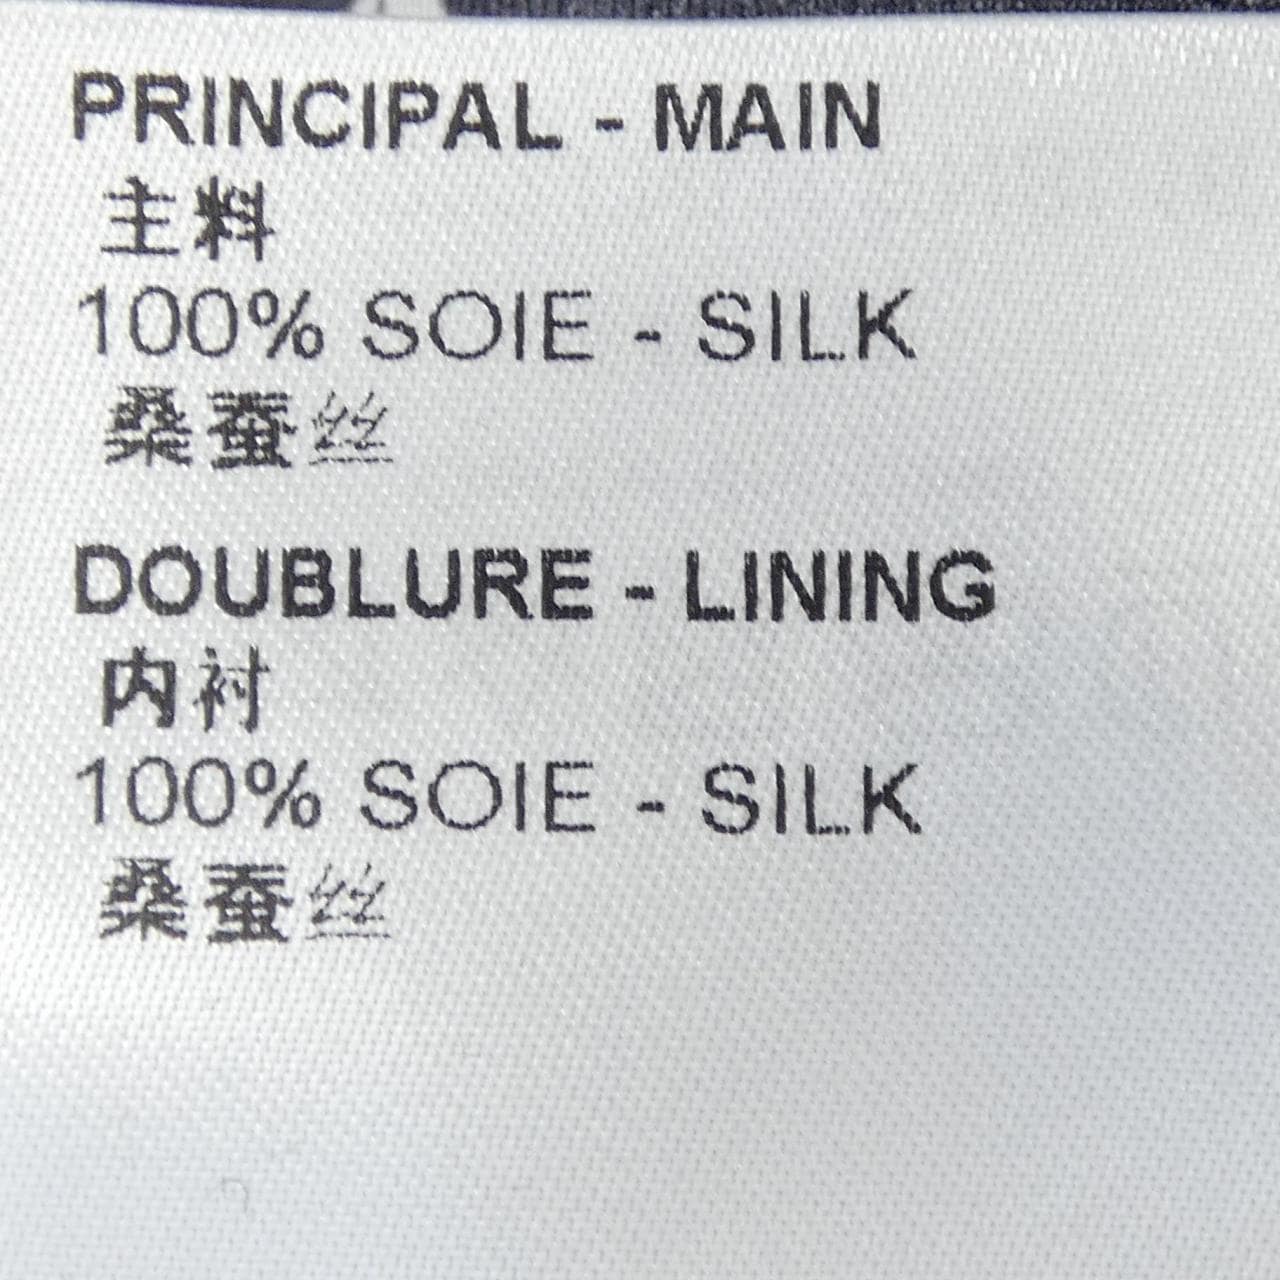 PRINCIPAL - MAIN
主料
100% SOIE - SILK
桑蚕丝
DOUBLURE - LINING
内衬
100% SOIE - SILK
桑蚕丝